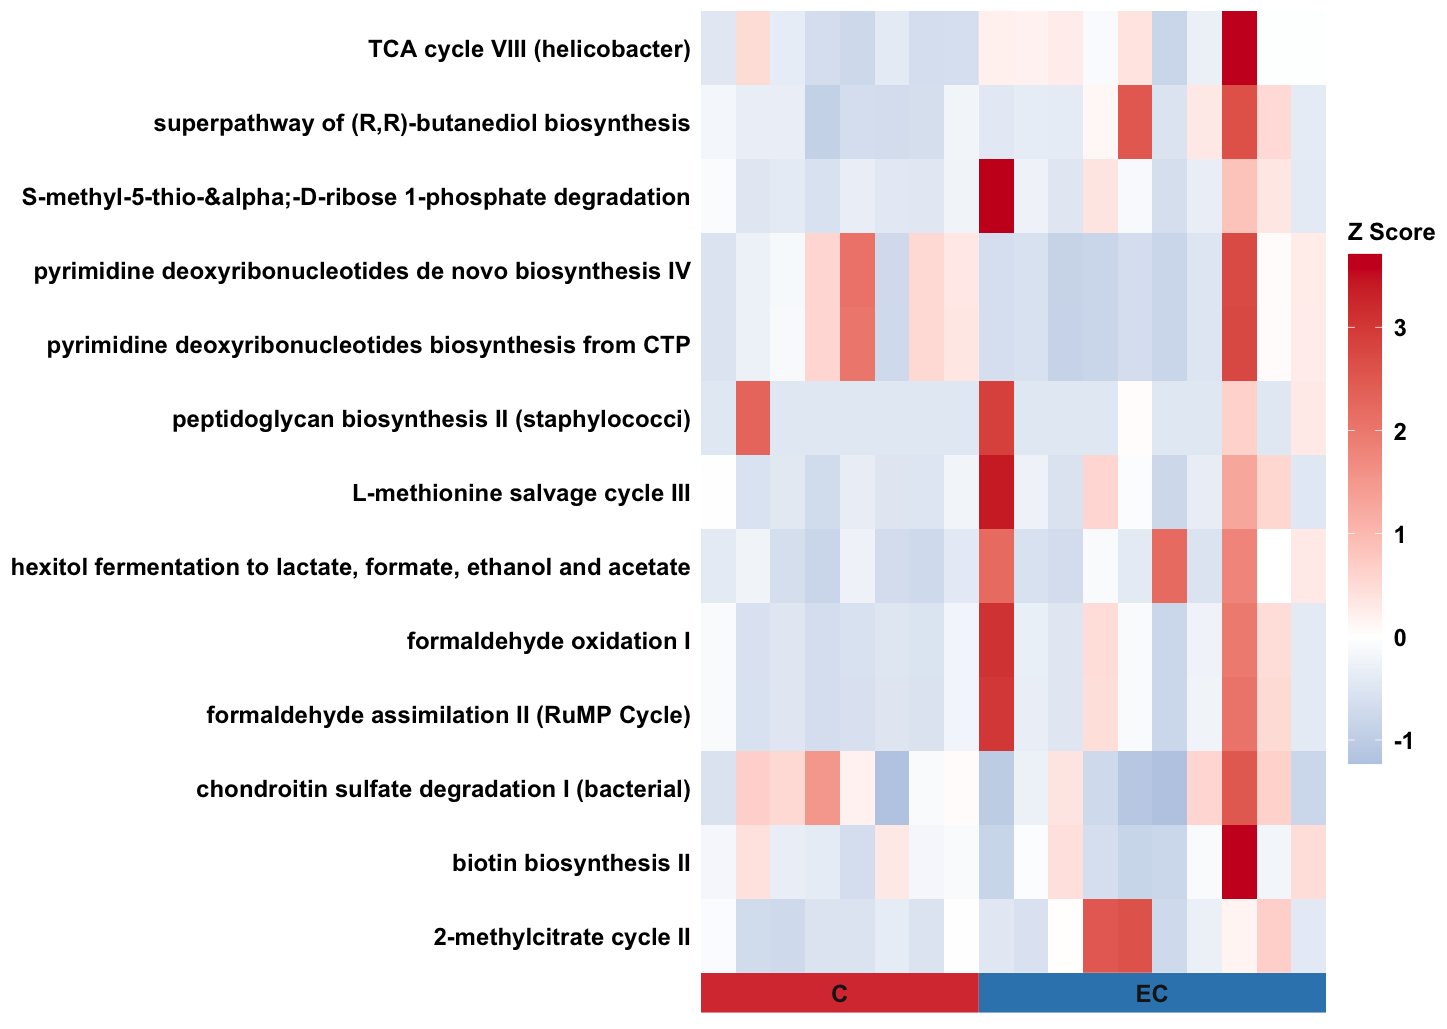 TCA cycle VIII (helicobacter)
superpathway of (R,R)-butanediol biosynthesis
S-methyl-5-thio-&alpha;-D-ribose 1-phosphate degradation
pyrimidine deoxyribonucleotides de novo biosynthesis IV
pyrimidine deoxyribonucleotides biosynthesis from CTP
peptidoglycan biosynthesis II (staphylococci)
L-methionine salvage cycle III
hexitol fermentation to lactate, formate, ethanol and acetate
formaldehyde oxidation I
formaldehyde assimilation II (RuMP Cycle)
chondroitin sulfate degradation I (bacterial)
biotin biosynthesis II
2-methylcitrate cycle II
C
EC
Z Score
3
2
1
0
-1